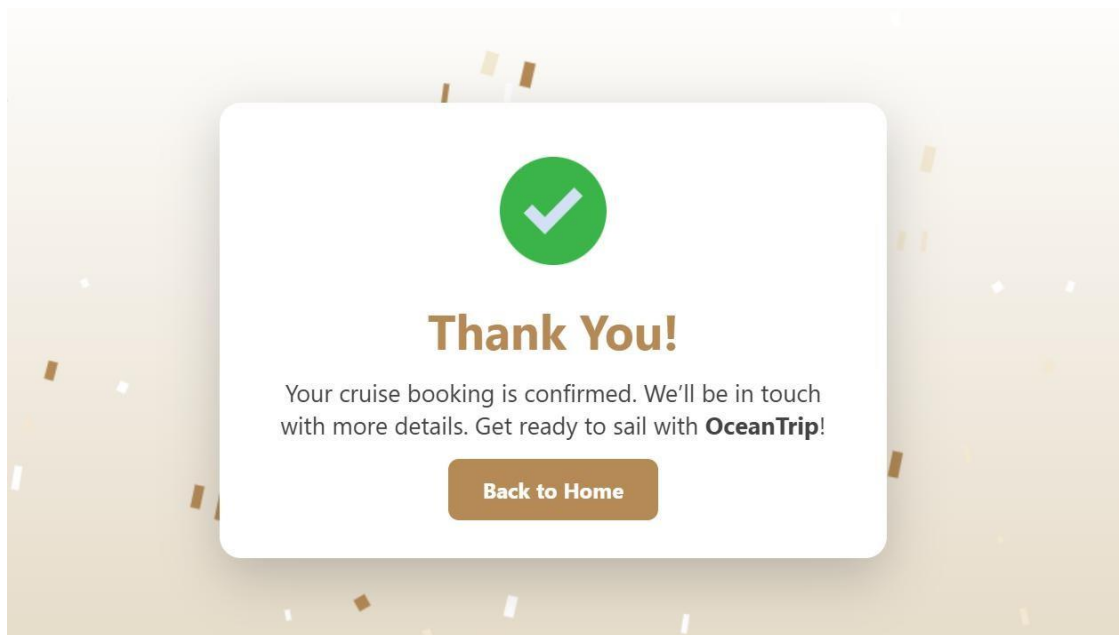 Thank You!
Your cruise booking is confirmed. We’ll be in touch
with more details. Get ready to sail with OceanTrip!
Back to Home